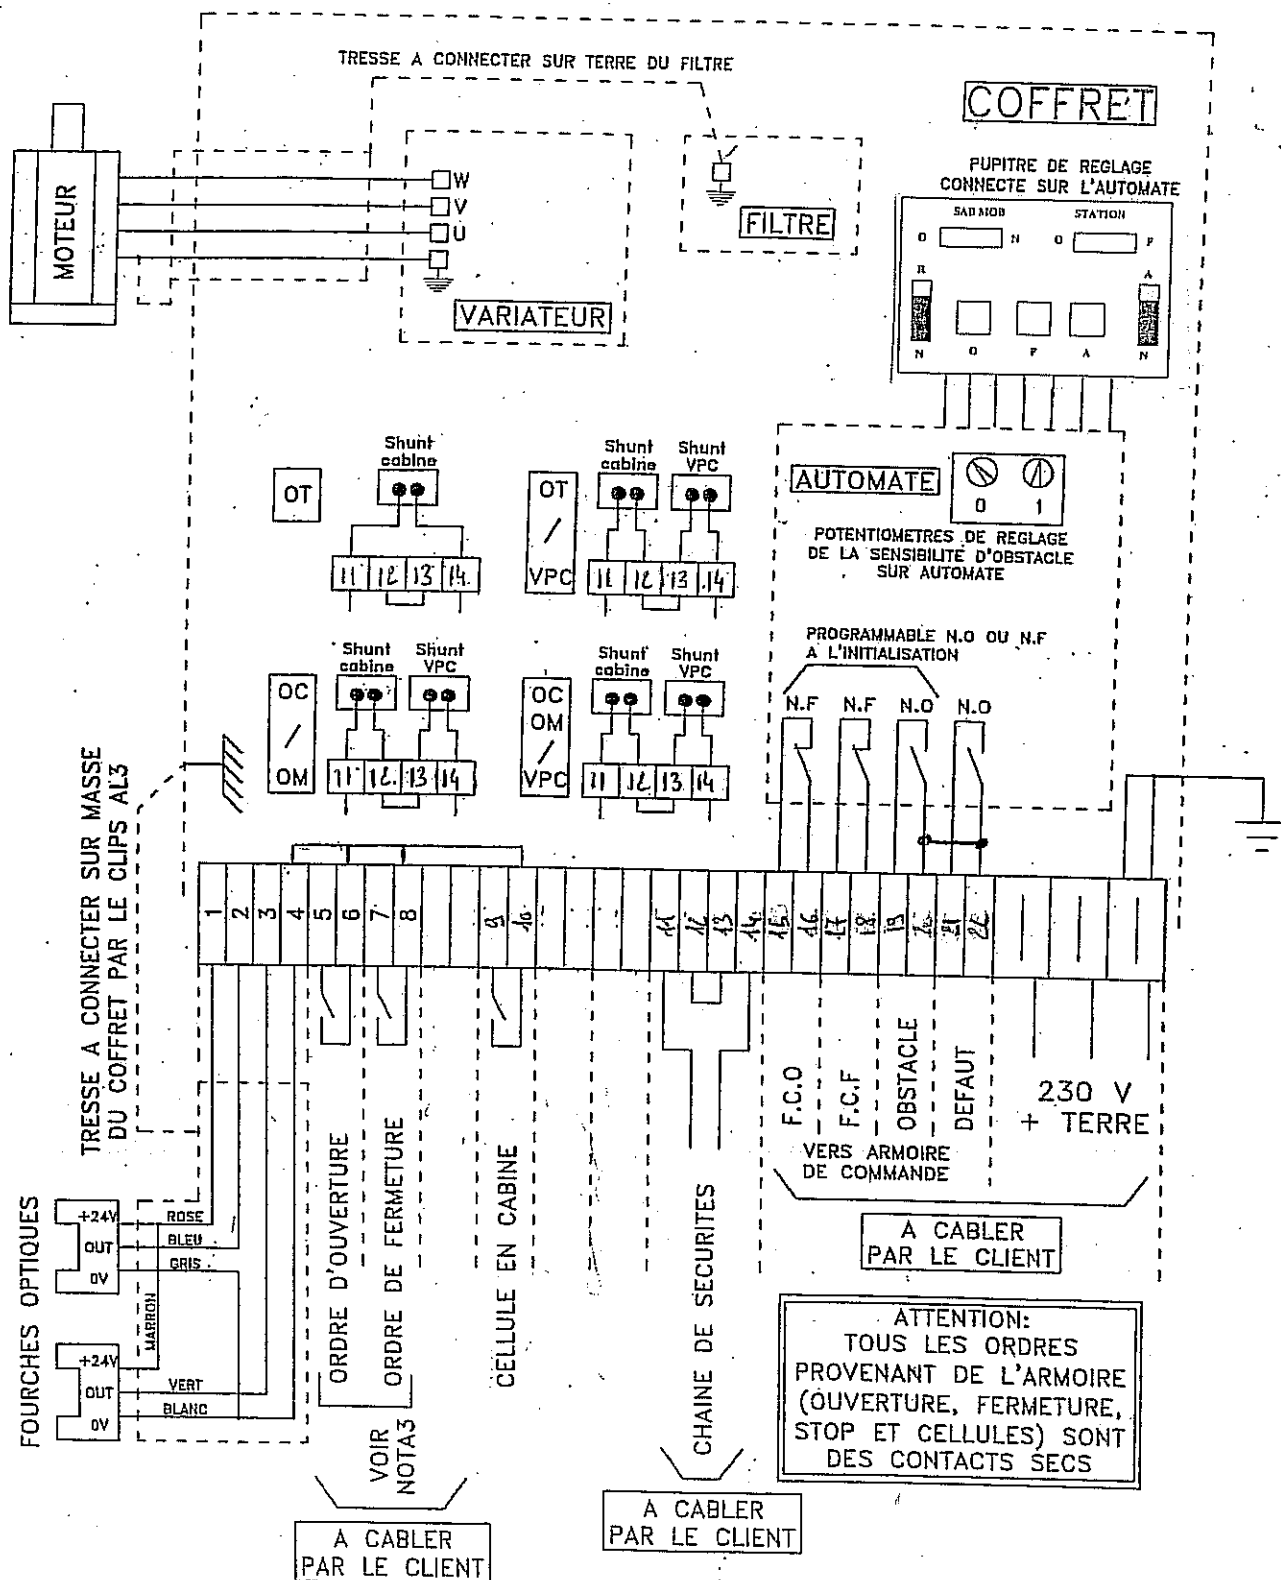 TRESSE A CONNECTER SUR TERRE DU FILTRE
COFFRET
MOTEUR
W
V
U
VARIATEUR
FILTRE
PUPITRE DE REGLAGE
CONNECTE SUR L'AUTOMATE
SAD MOB
STATION
O
N
O
F
R
A
N
O
F
A
N
OT
Shunt
cabine
11 12 13 14
OT
/
VPC
Shunt
cabine
Shunt
VPC
11 12 13 14
AUTOMATE
0
1
POTENTIOMETRES DE REGLAGE
DE LA SENSIBILITE D'OBSTACLE
SUR AUTOMATE
OC
/
OM
Shunt
cabine
Shunt
VPC
11 12 13 14
OC
OM
/
VPC
Shunt
cabine
Shunt
VPC
11 12 13 14
PROGRAMMABLE N.O OU N.F
A L'INITIALISATION
N.F
N.F
N.O
N.O
TRESSE A CONNECTER SUR MASSE
DU COFFRET PAR LE CLIPS AL3
1 2 3 4 5 6 7 8 9 10 11 12 13 14 15 16 17 18 19 20 21 22
FOURCHES OPTIQUES
+24V
OUT
0V
ROSE
BLEU
GRIS
MARRON
+24V
OUT
0V
VERT
BLANC
ORDRE D'OUVERTURE
ORDRE DE FERMETURE
VOIR
NOTA3
CELLULE EN CABINE
A CABLER
PAR LE CLIENT
CHAINE DE SECURITES
A CABLER
PAR LE CLIENT
F.C.O
F.C.F
OBSTACLE
DEFAUT
VERS ARMOIRE
DE COMMANDE
230 V
+ TERRE
A CABLER
PAR LE CLIENT
ATTENTION:
TOUS LES ORDRES
PROVENANT DE L'ARMOIRE
(OUVERTURE, FERMETURE,
STOP ET CELLULES) SONT
DES CONTACTS SECS